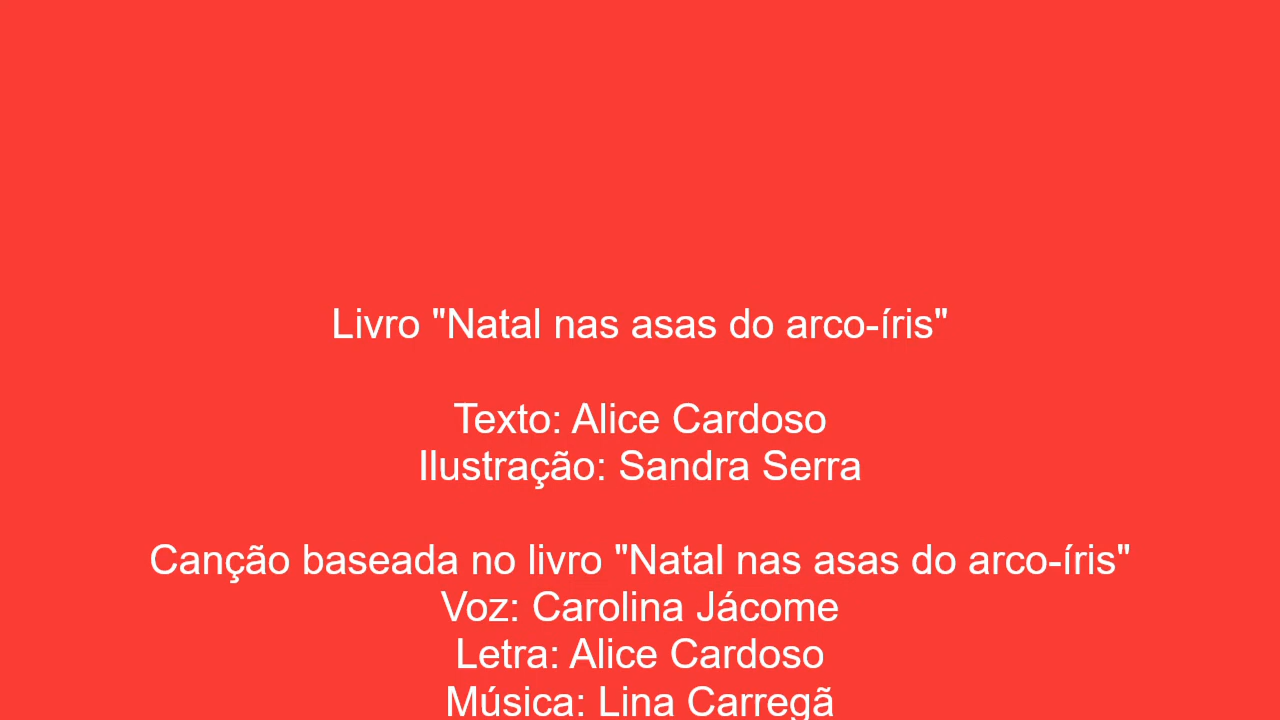 Livro "Natal nas asas do arco-íris"
Texto: Alice Cardoso
Ilustração: Sandra Serra
Canção baseada no livro "Natal nas asas do arco-íris"
Voz: Carolina Jácome
Letra: Alice Cardoso
Música: Lina Carregã